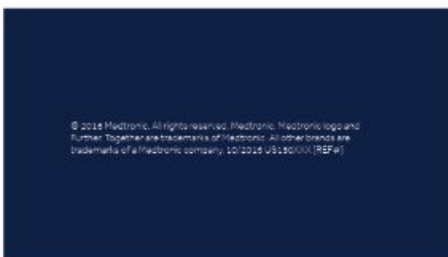 © 2016 Medtronic. All rights reserved. Medtronic, Medtronic logo and
Further, Together are trademarks of Medtronic. All other brands are
trademarks of a Medtronic company. 10/2016 US150XXX [REF#]